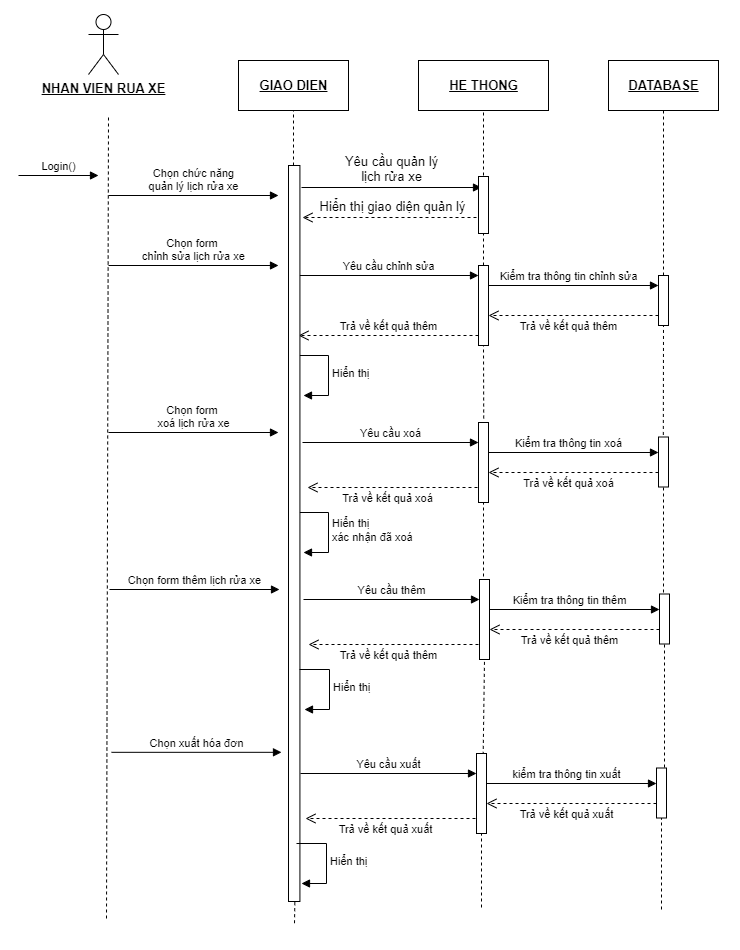 NHAN VIEN RUA XE
GIAO DIEN
HE THONG
DATABASE
Login()
Chọn chức năng
quản lý lịch rửa xe
Yêu cầu quản lý
lịch rửa xe
Hiển thị giao diện quản lý
Chọn form
chỉnh sửa lịch rửa xe
Yêu cầu chỉnh sửa
Kiểm tra thông tin chỉnh sửa
Trả về kết quả thêm
Trả về kết quả thêm
Hiển thị
Chọn form
xoá lịch rửa xe
Yêu cầu xoá
Kiểm tra thông tin xoá
Trả về kết quả xoá
Trả về kết quả xoá
Hiển thị
xác nhận đã xoá
Chọn form thêm lịch rửa xe
Yêu cầu thêm
Kiểm tra thông tin thêm
Trả về kết quả thêm
Trả về kết quả thêm
Hiển thị
Chọn xuất hóa đơn
Yêu cầu xuất
kiểm tra thông tin xuất
Trả về kết quả xuất
Trả về kết quả xuất
Hiển thị